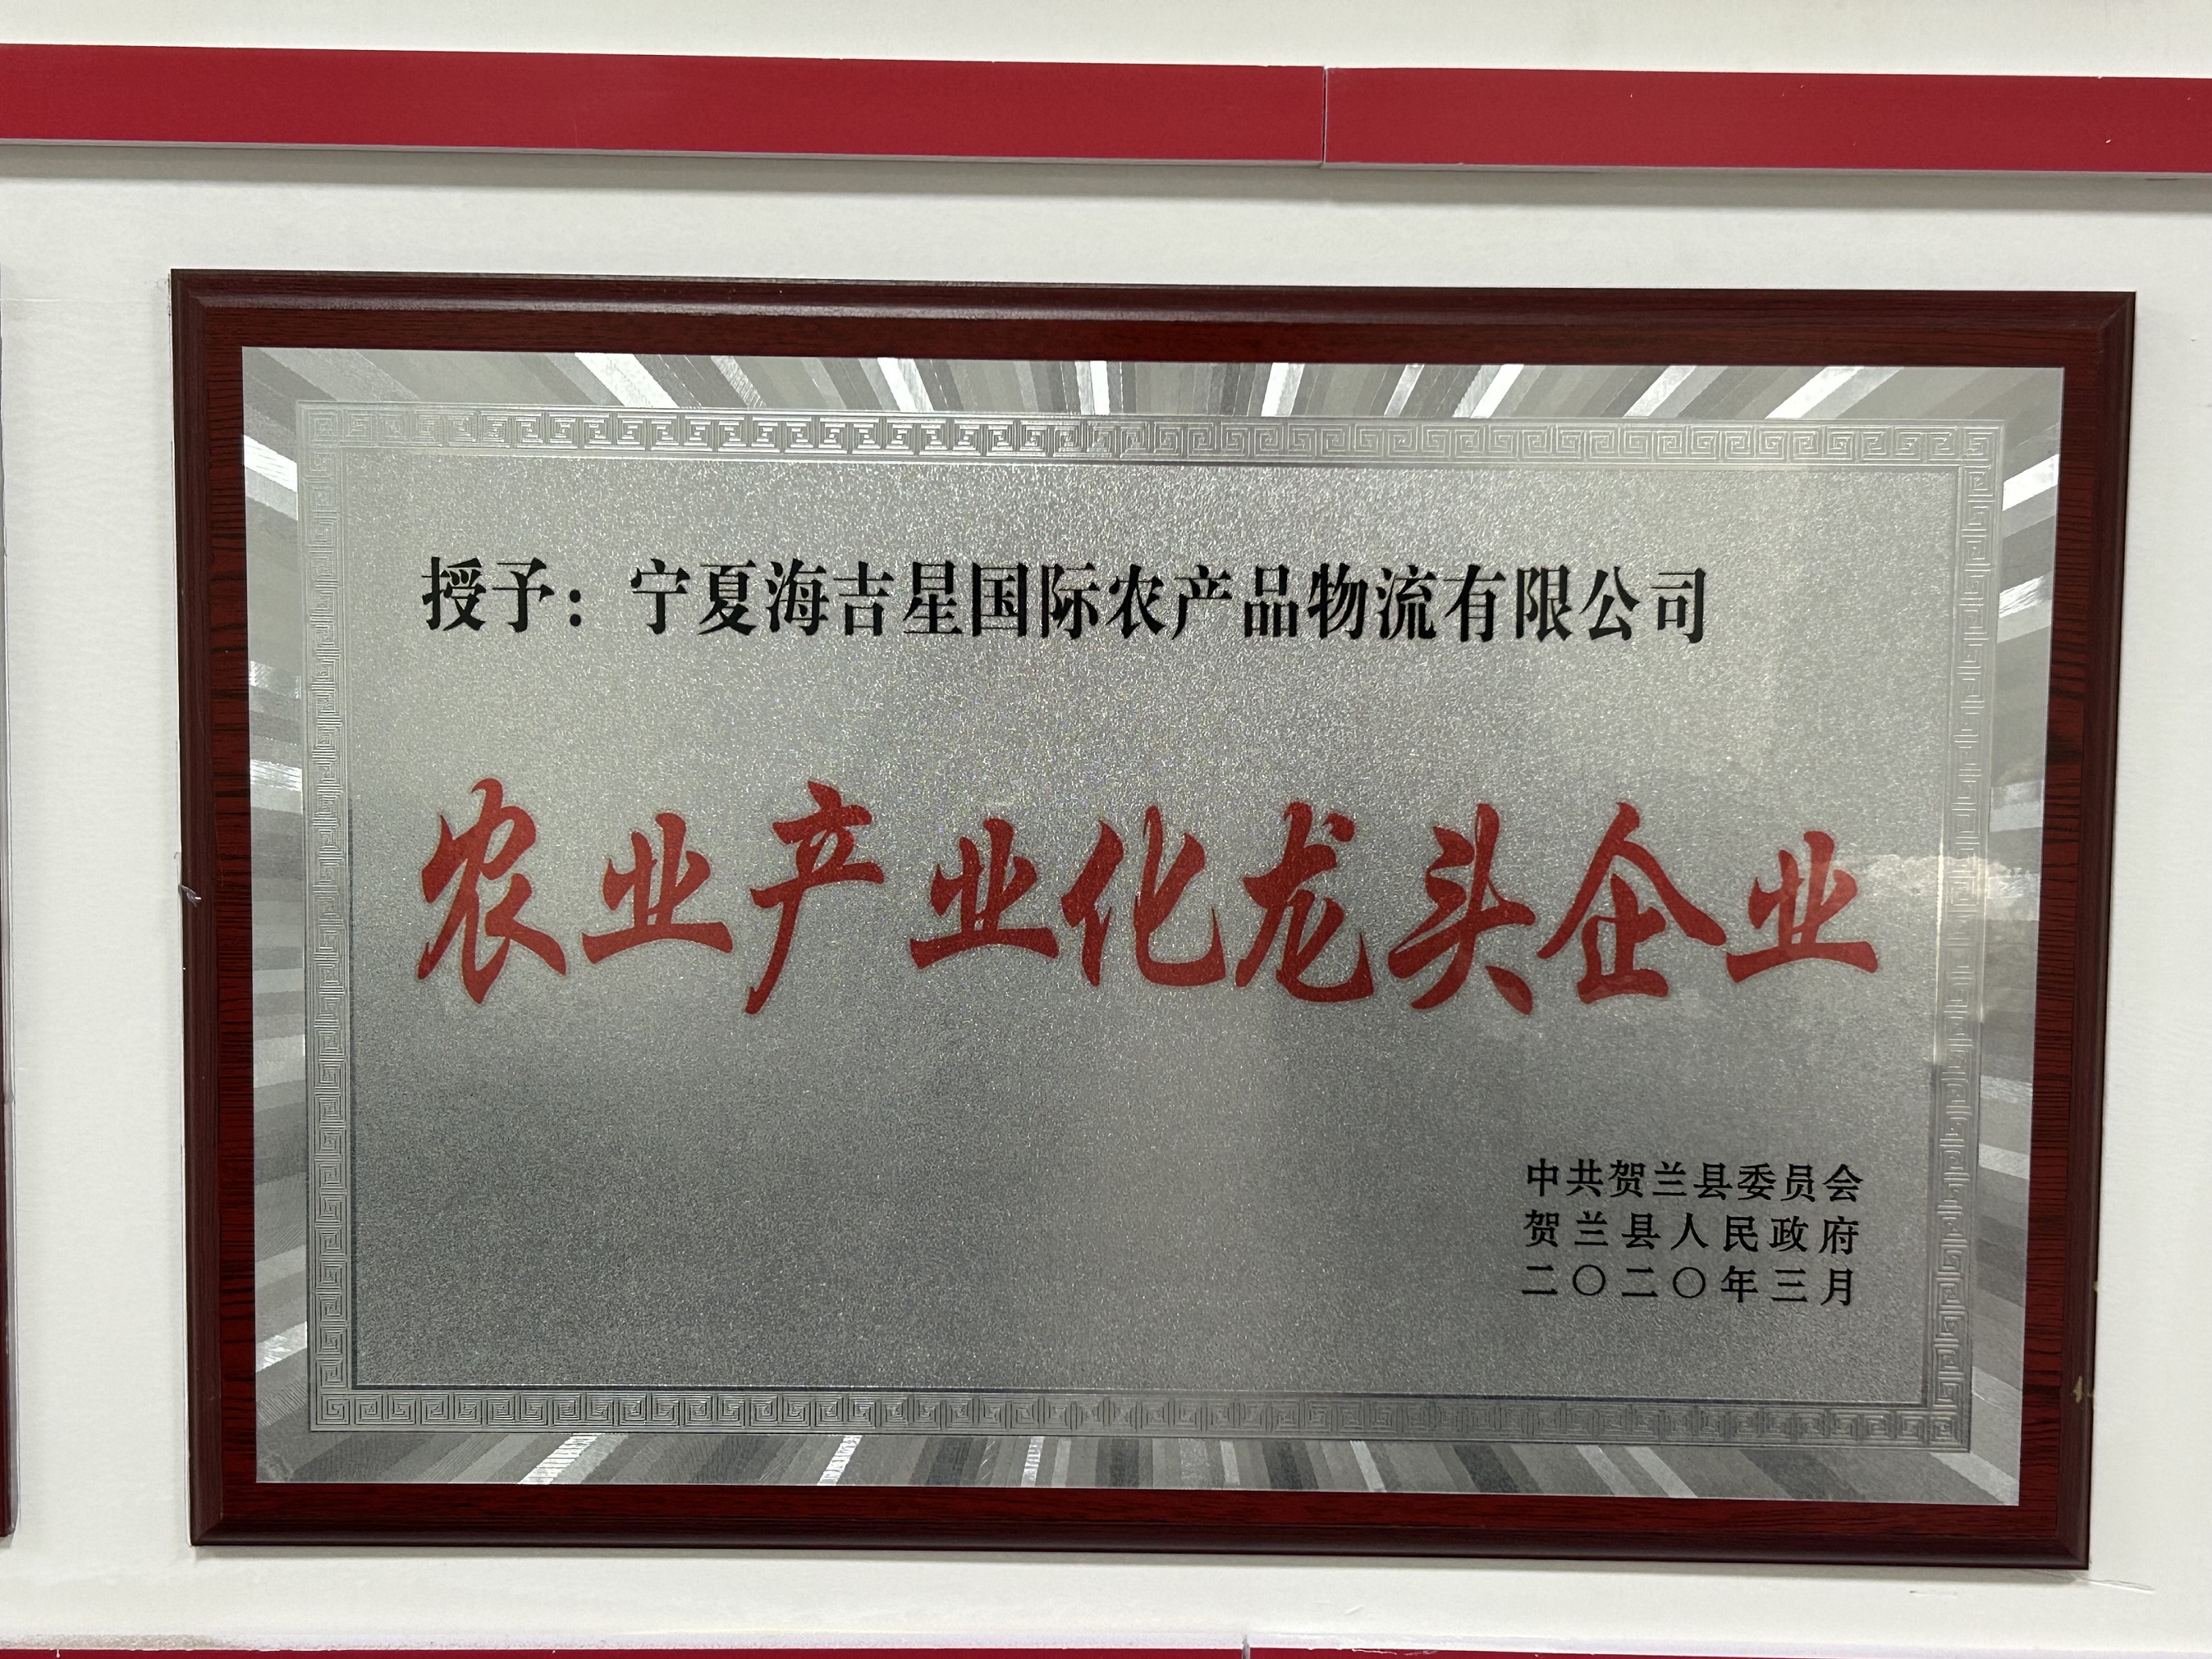 授予：宁夏海吉星国际农产品物流有限公司
农业产业化龙头企业
中共贺兰县委员会
贺兰县人民政府
二〇二〇年三月